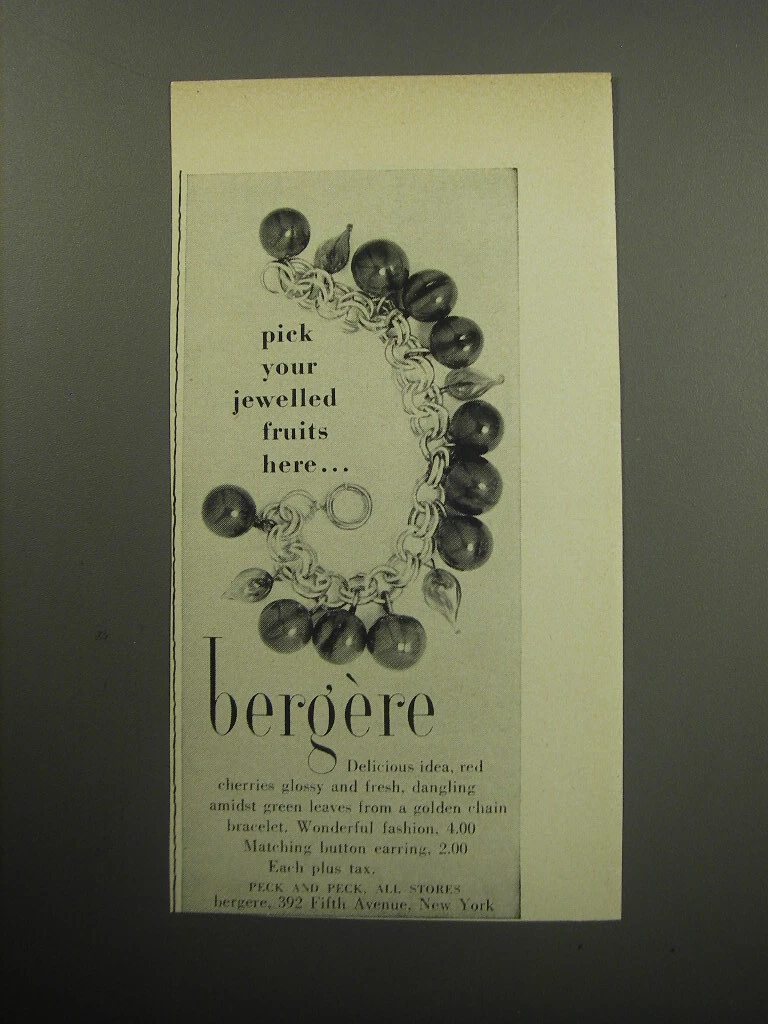 pick
your
jewelled
fruits
here...
bergère
Delicious idea, red
cherries glossy and fresh, dangling
amidst green leaves from a golden chain
bracelet. Wonderful fashion, 4.00
Matching button earring, 2.00
Each plus tax.
PECK AND PECK, ALL STORES
bergere, 392 Fifth Avenue, New York